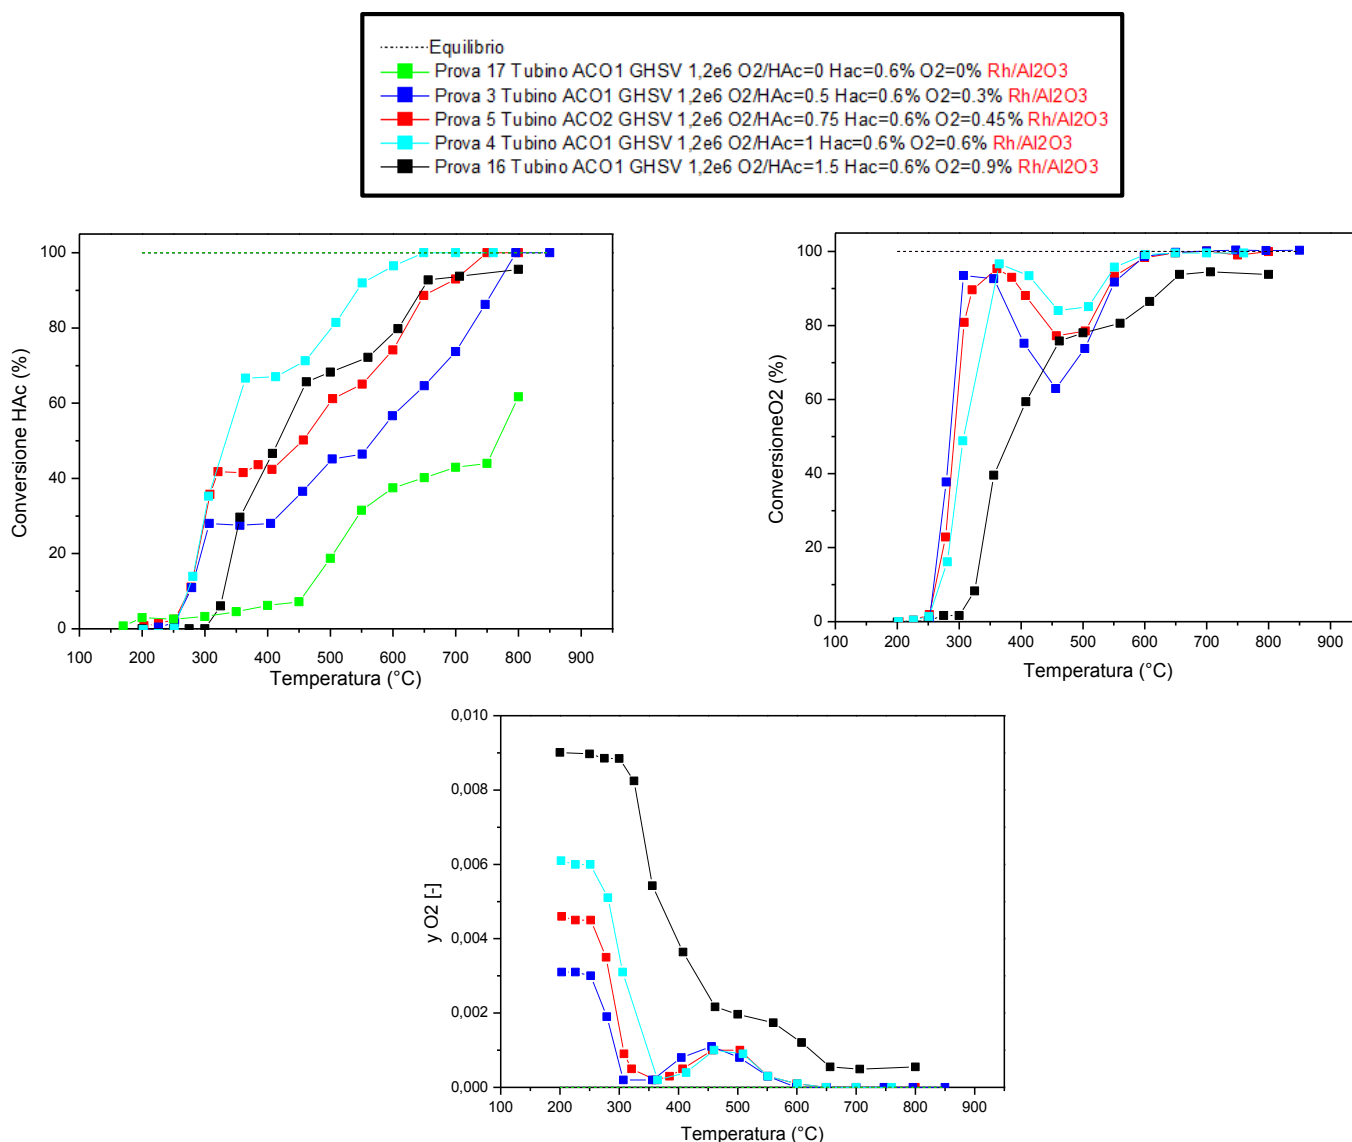 Equilibrio
Prova 17 Tubino ACO1 GHSV 1,2e6 O2/HAc=0 Hac=0.6% O2=0% Rh/Al2O3
Prova 3 Tubino ACO1 GHSV 1,2e6 O2/HAc=0.5 Hac=0.6% O2=0.3% Rh/Al2O3
Prova 5 Tubino ACO2 GHSV 1,2e6 O2/HAc=0.75 Hac=0.6% O2=0.45% Rh/Al2O3
Prova 4 Tubino ACO1 GHSV 1,2e6 O2/HAc=1 Hac=0.6% O2=0.6% Rh/Al2O3
Prova 16 Tubino ACO1 GHSV 1,2e6 O2/HAc=1.5 Hac=0.6% O2=0.9% Rh/Al2O3
Conversione HAc (%)
100
80
60
40
20
0
100 200 300 400 500 600 700 800 900
Temperatura (°C)
ConversioneO2 (%)
100
80
60
40
20
0
100 200 300 400 500 600 700 800 900
Temperatura (°C)
y O2 [-]
0,010
0,008
0,006
0,004
0,002
0,000
100 200 300 400 500 600 700 800 900
Temperatura (°C)